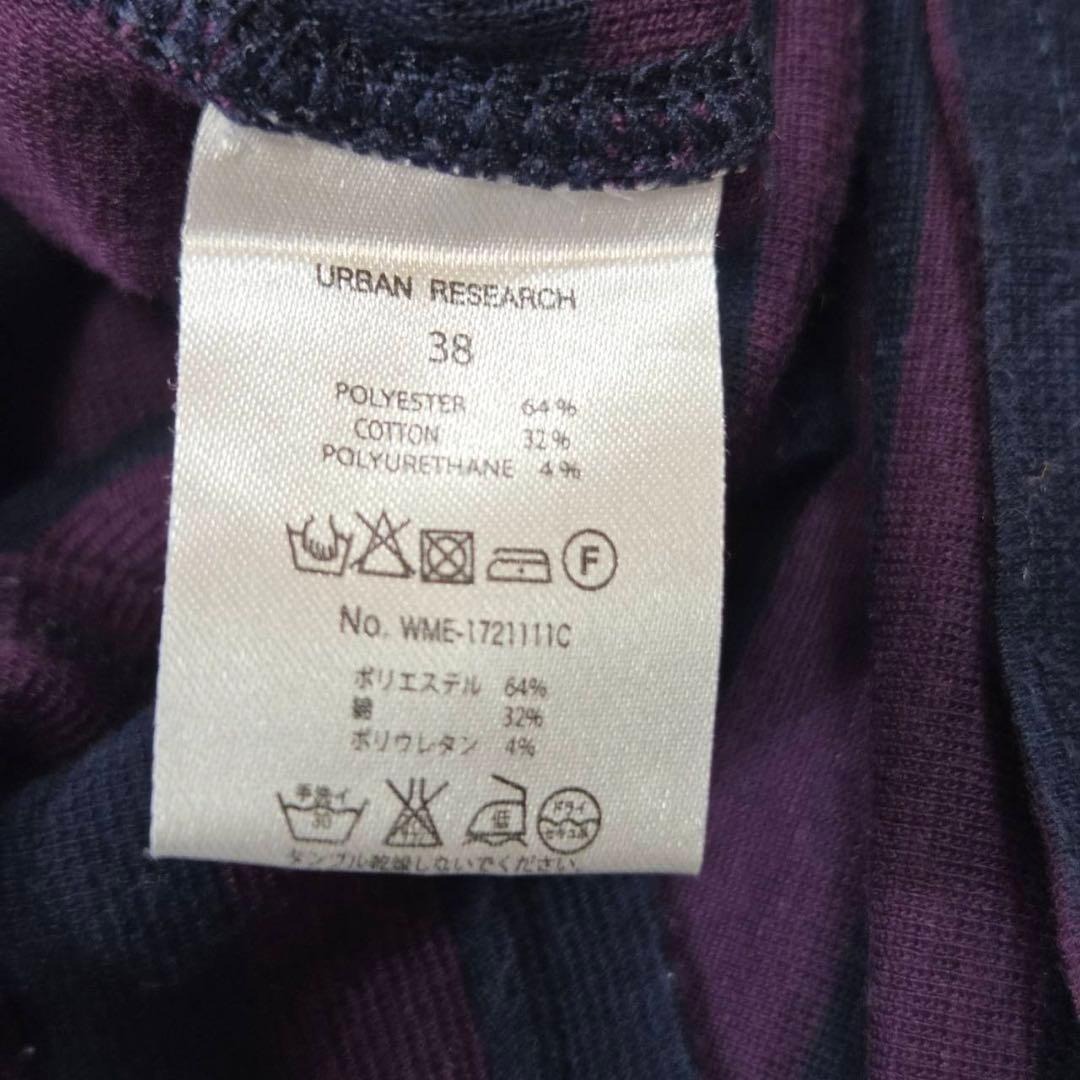 URBAN RESEARCH
38
POLYESTER 64%
COTTON 32%
POLYURETHANE 4%
F
No. WME-1721111C
ポリエステル 64%
綿 32%
ポリウレタン 4%
手洗イ 30 低 ドライ セキユ系
タンブル乾燥しないでください。